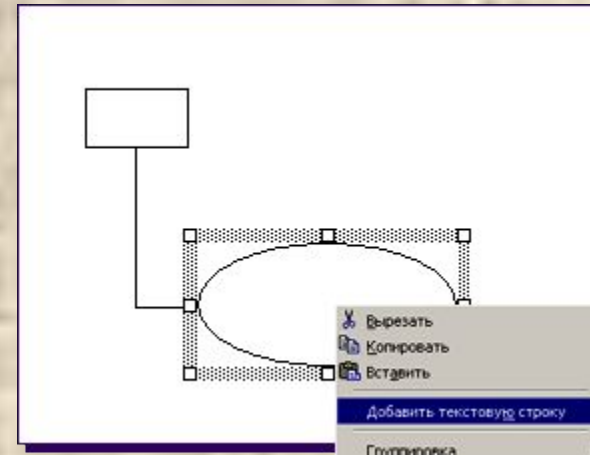 Вырезать
Копировать
Вставить
Добавить текстовую строку
Группировка